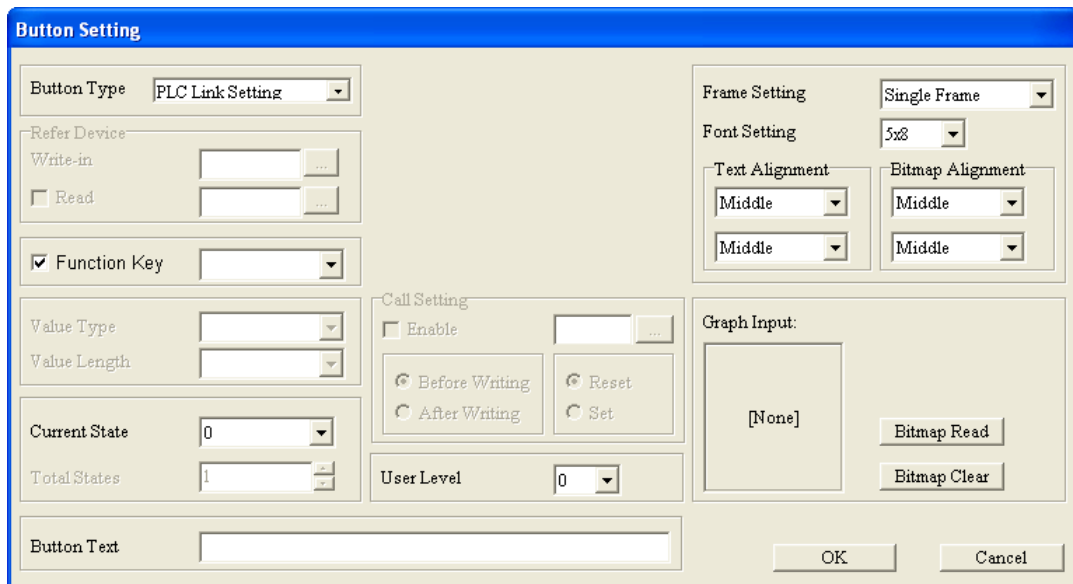 Button Setting
Button Type PLC Link Setting
Refer Device
Write-in ...
Read ...
Function Key
Value Type
Value Length
Current State 0
Total States 1
Call Setting
Enable ...
Before Writing Reset
After Writing Set
User Level 0
Button Text
Frame Setting Single Frame
Font Setting 5x8
Text Alignment Bitmap Alignment
Middle Middle
Middle Middle
Graph Input:
[None]
Bitmap Read
Bitmap Clear
OK Cancel